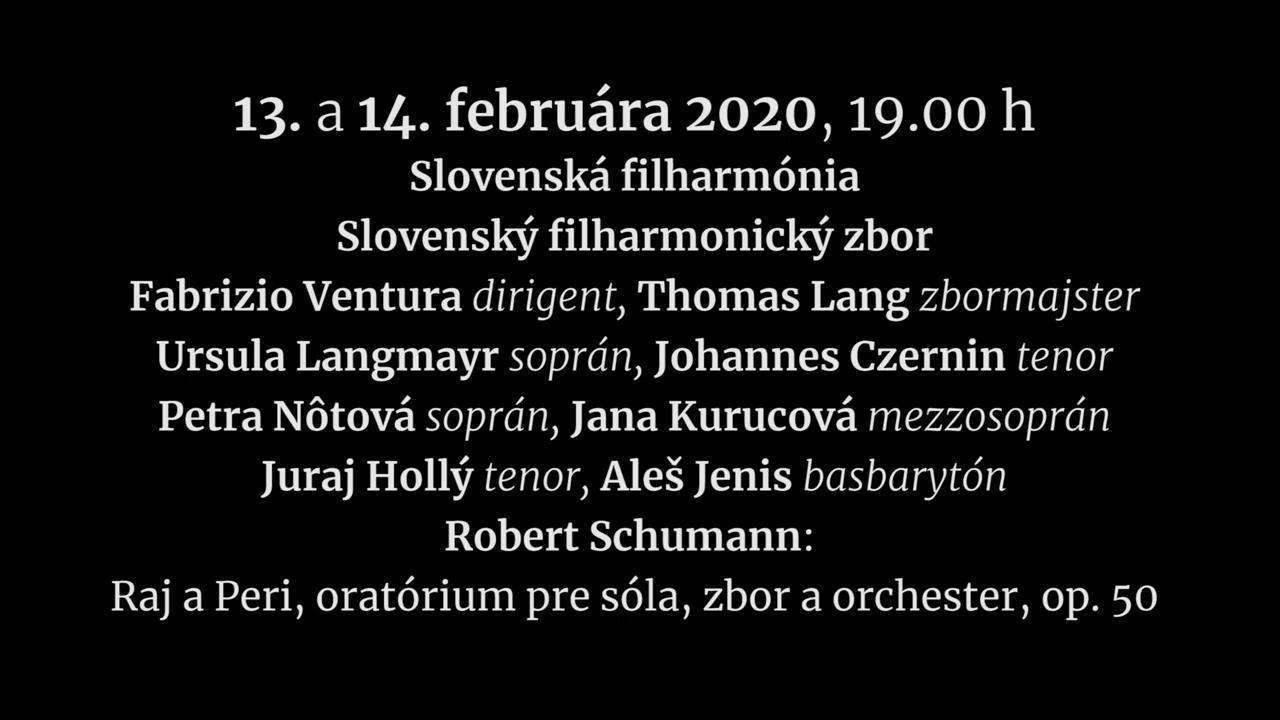 13. a 14. februára 2020, 19.00 h
Slovenská filharmónia
Slovenský filharmonický zbor
Fabrizio Ventura dirigent, Thomas Lang zbormajster
Ursula Langmayr soprán, Johannes Czernin tenor
Petra Nôtová soprán, Jana Kurucová mezzosoprán
Juraj Hollý tenor, Aleš Jenis basbarytón
Robert Schumann:
Raj a Peri, oratórium pre sóla, zbor a orchester, op. 50